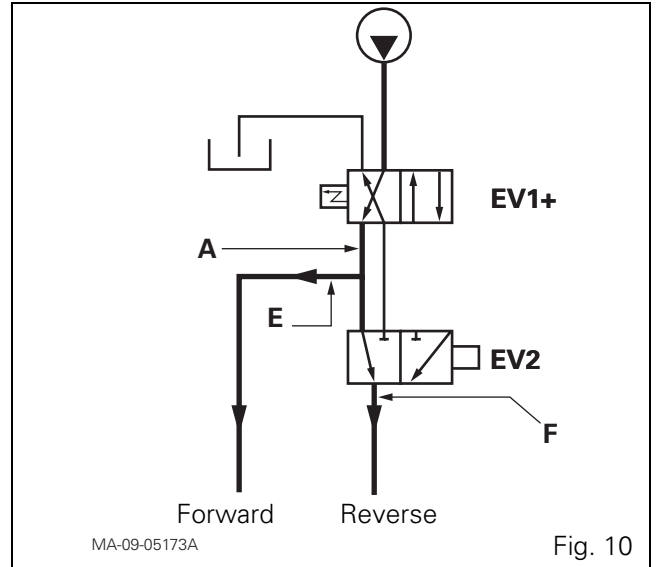 EV1+
A
E
EV2
F
Forward Reverse
MA-09-05173A
Fig. 10